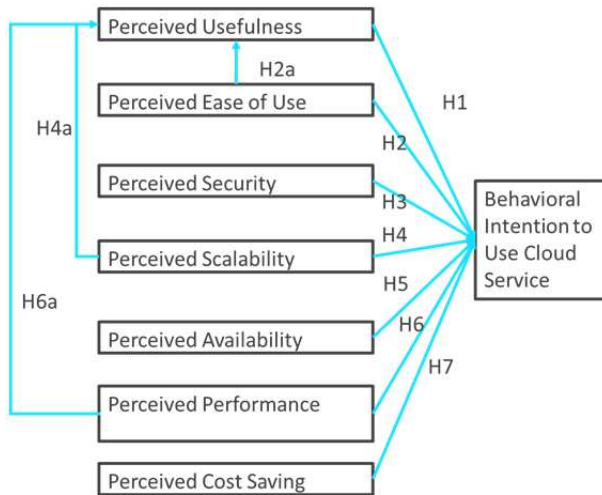 Perceived Usefulness
H2a
Perceived Ease of Use
H1
H4a
H2
Perceived Security
H3
Behavioral
Intention to
Use Cloud
Service
H4
Perceived Scalability
H5
H6a
H6
Perceived Availability
H7
Perceived Performance
Perceived Cost Saving